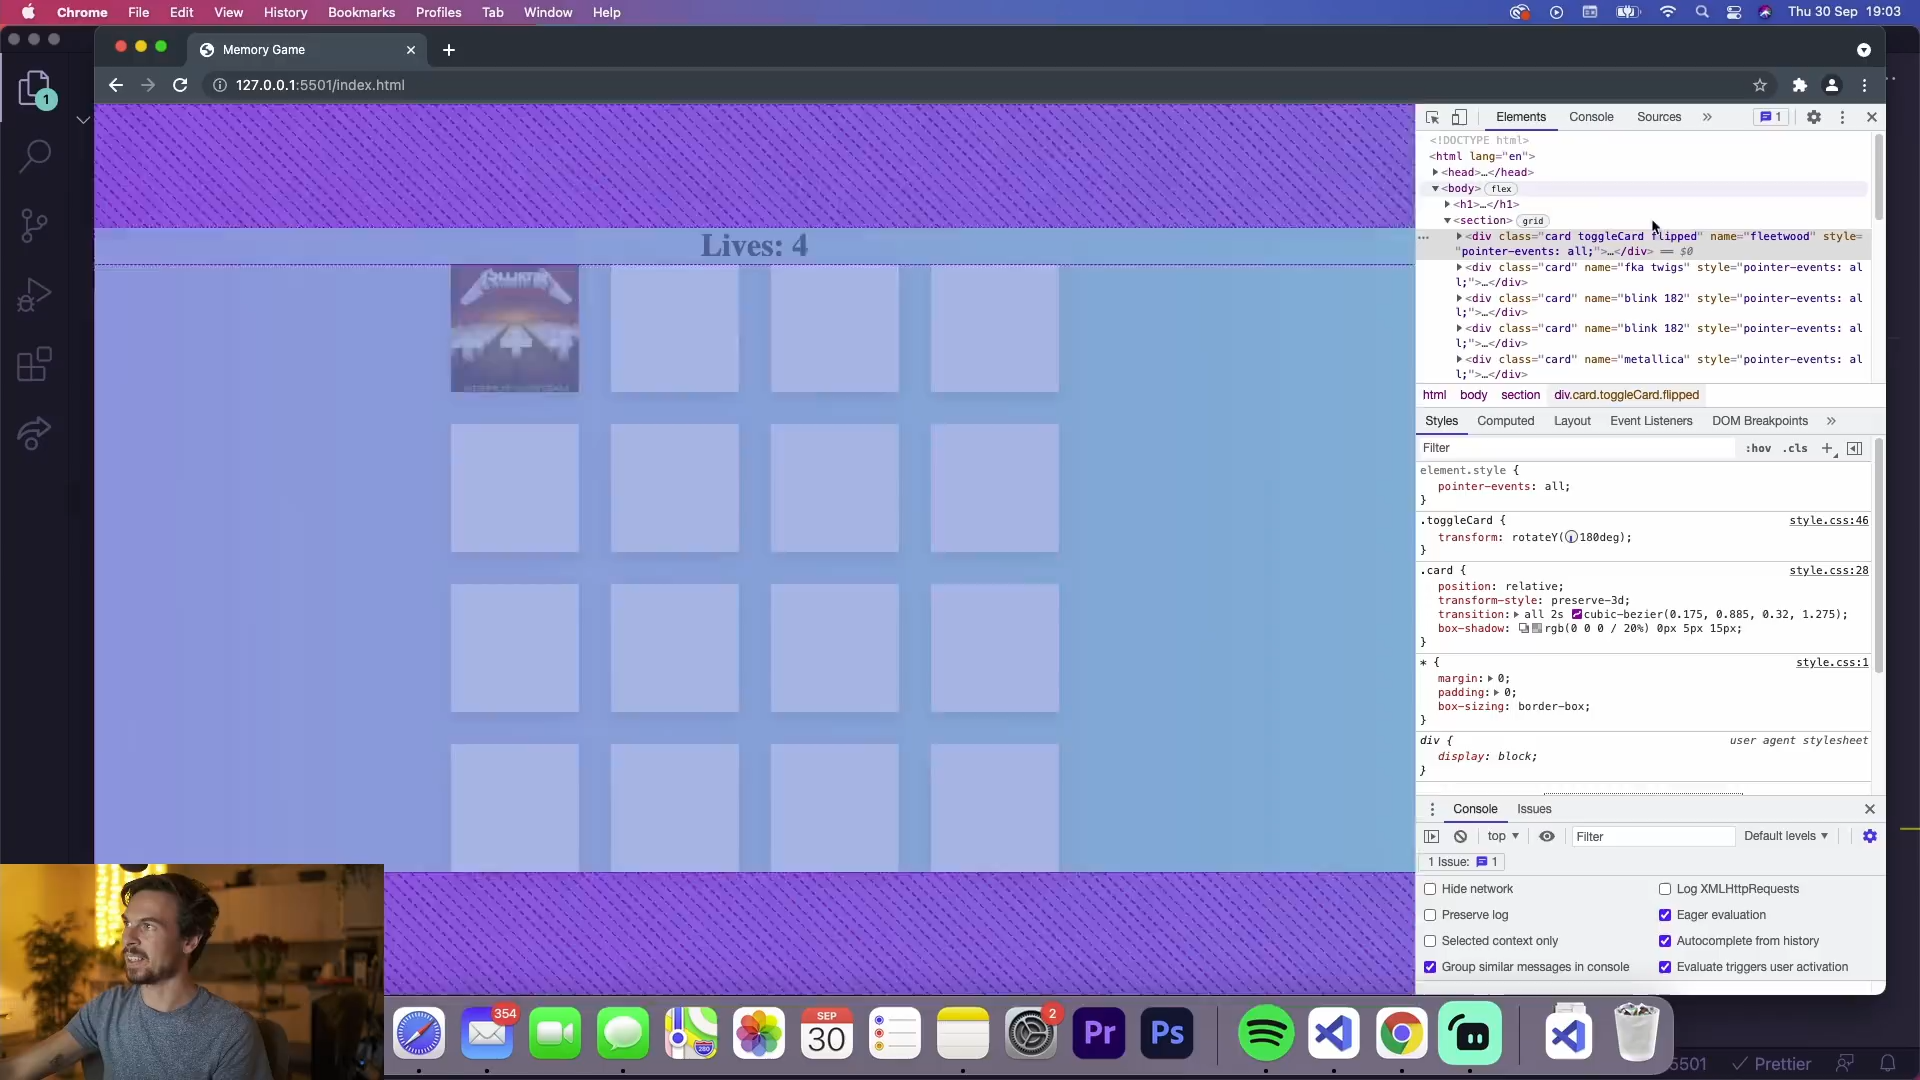 Chrome File Edit View History Bookmarks Profiles Tab Window Help Thu 30 Sep 19:03
Memory Game
127.0.0.1:5501/index.html
1
Lives: 4
METALLICA
Elements Console Sources » 1
<!DOCTYPE html>
<html lang="en">
<head>…</head>
<body> flex
<h1>…</h1>
<section> grid
<div class="card toggleCard flipped" name="fleetwood" style=
"pointer-events: all;">…</div> == $0
<div class="card" name="fka twigs" style="pointer-events: al
l;">…</div>
<div class="card" name="blink 182" style="pointer-events: al
l;">…</div>
<div class="card" name="blink 182" style="pointer-events: al
l;">…</div>
<div class="card" name="metallica" style="pointer-events: al
l;">…</div>
html body section div.card.toggleCard.flipped
Styles Computed Layout Event Listeners DOM Breakpoints »
Filter :hov .cls +
element.style {
pointer-events: all;
}
.toggleCard { style.css:46
transform: rotateY(180deg);
}
.card { style.css:28
position: relative;
transform-style: preserve-3d;
transition: all 2s cubic-bezier(0.175, 0.885, 0.32, 1.275);
box-shadow: rgb(0 0 0 / 20%) 0px 5px 15px;
}
* { style.css:1
margin: 0;
padding: 0;
box-sizing: border-box;
}
div { user agent stylesheet
display: block;
}
Console Issues
top Filter Default levels
1 Issue: 1
Hide network Log XMLHttpRequests
Preserve log Eager evaluation
Selected context only Autocomplete from history
Group similar messages in console Evaluate triggers user activation
354 SEP 30 280 2 Pr Ps
5501 Prettier